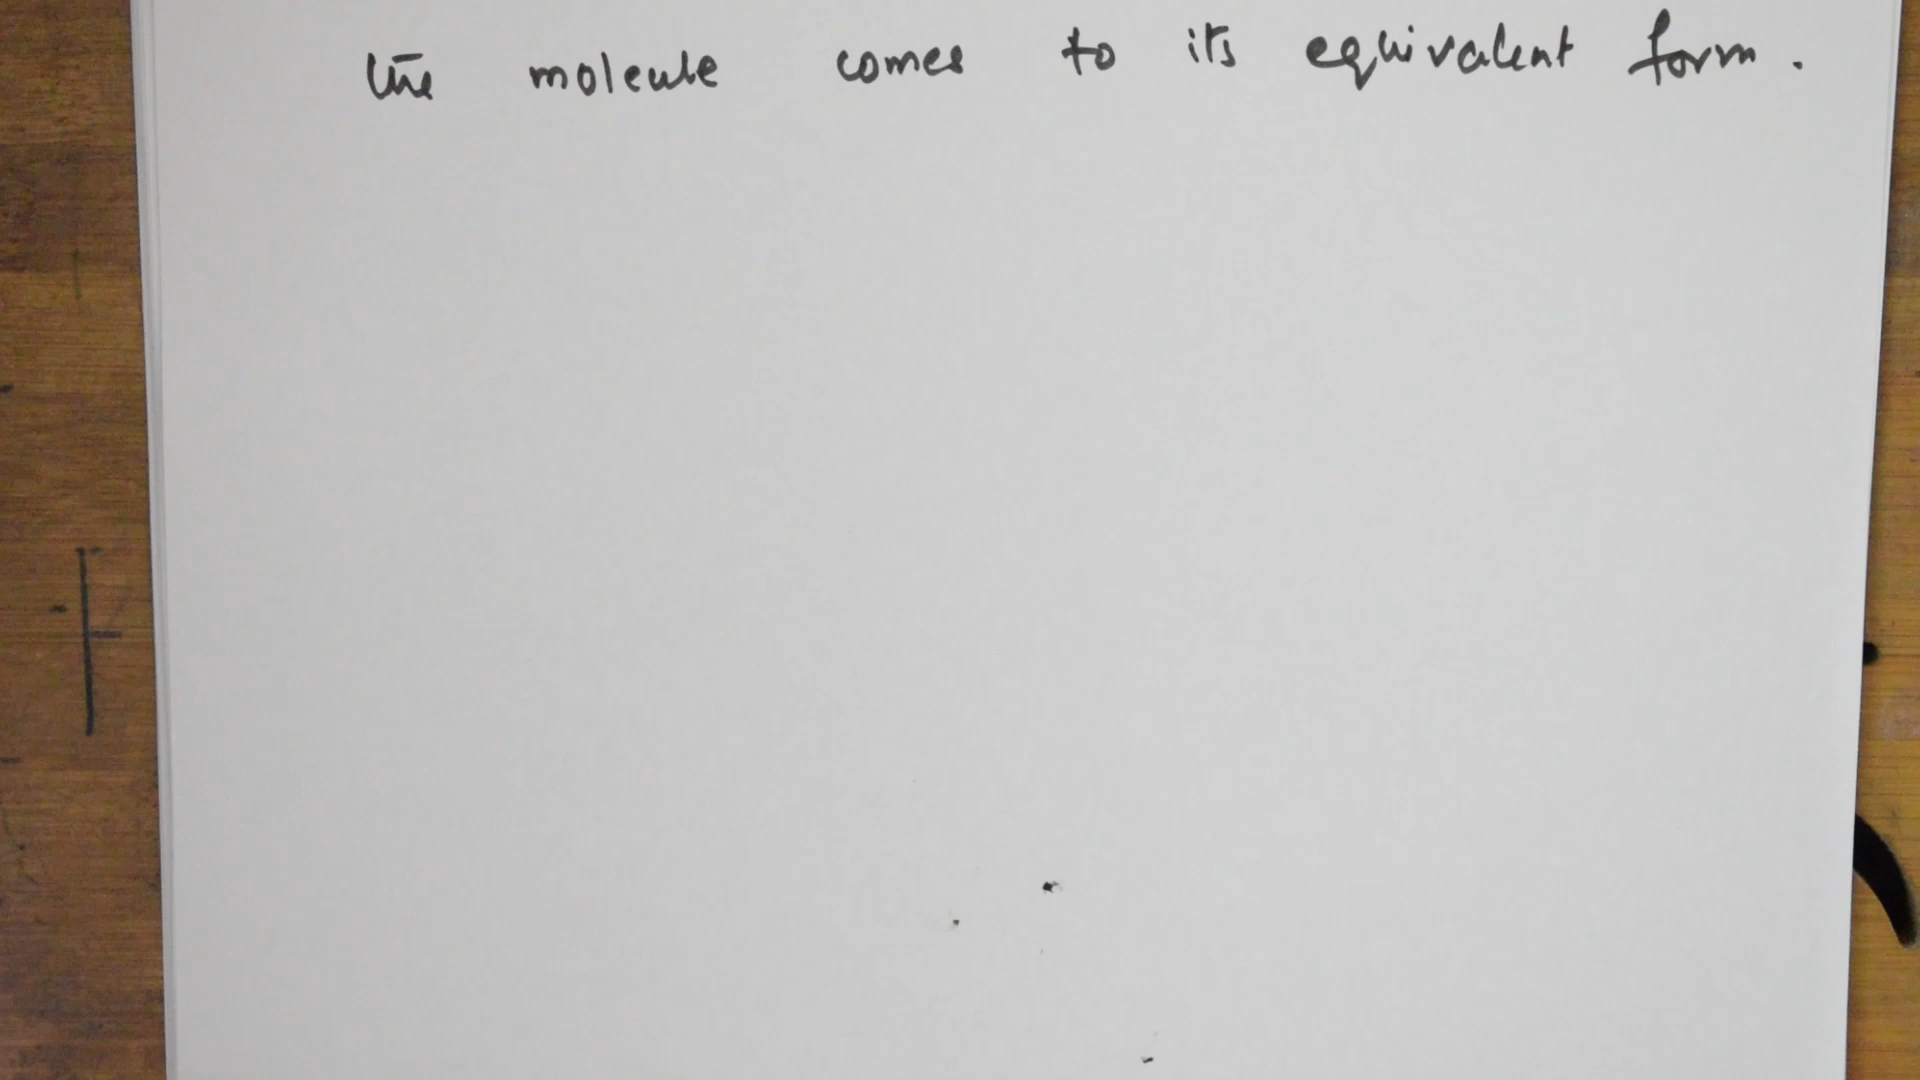 the molecule comes to its equivalent form.